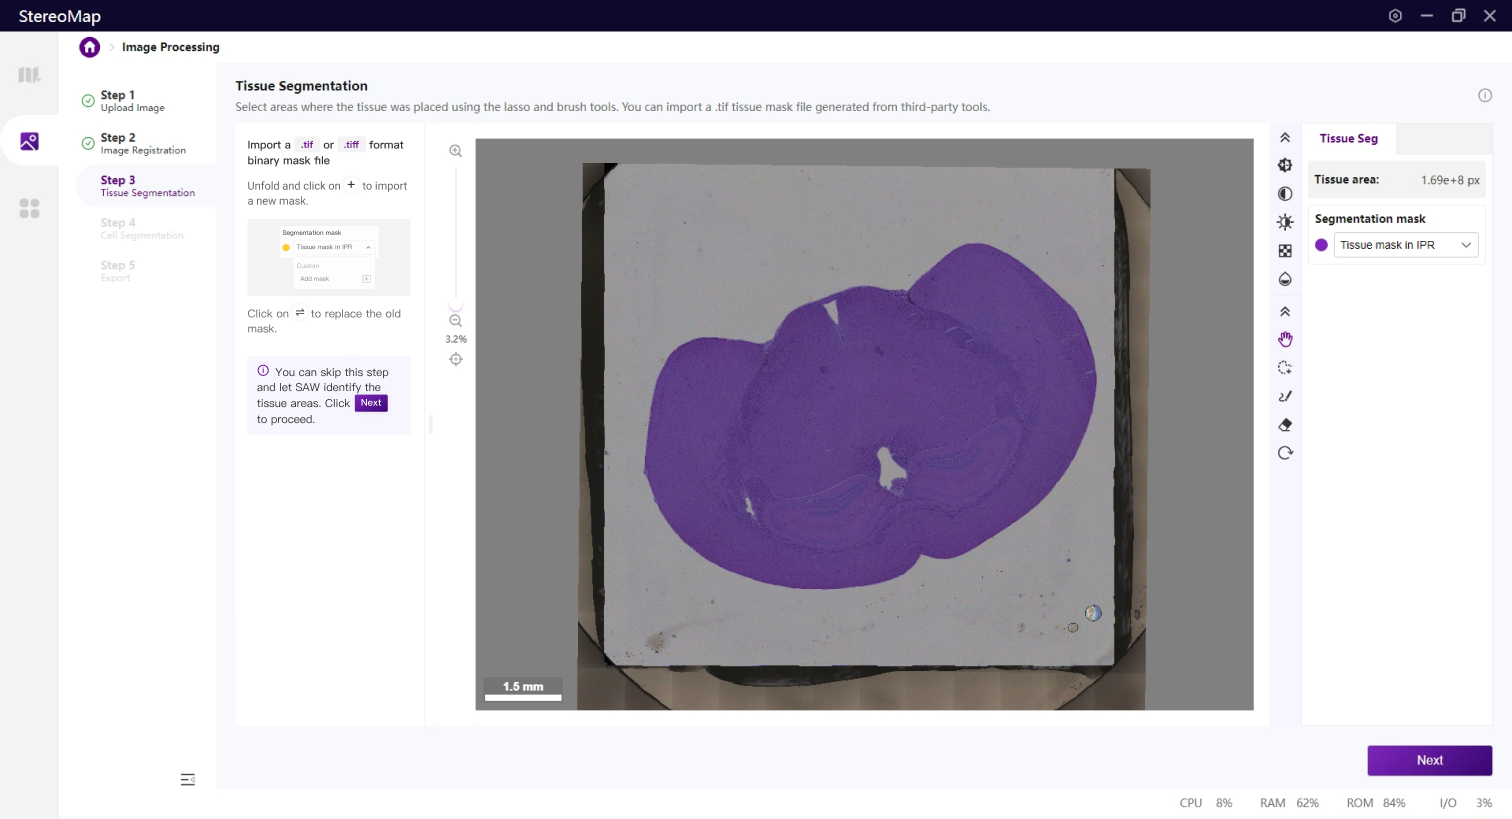 StereoMap
Image Processing
Step 1
Upload Image
Step 2
Image Registration
Step 3
Tissue Segmentation
Step 4
Cell Segmentation
Step 5
Export
Tissue Segmentation
Select areas where the tissue was placed using the lasso and brush tools. You can import a .tif tissue mask file generated from third-party tools.
Import a .tif or .tiff format
binary mask file
Unfold and click on + to import
a new mask.
Segmentation mask
Tissue mask in IPR
Custom
Add mask
Click on ⇌ to replace the old
mask.
You can skip this step
and let SAW identify the
tissue areas. Click Next
to proceed.
3.2%
1.5 mm
Tissue Seg
Tissue area: 1.69e+8 px
Segmentation mask
Tissue mask in IPR
Next
CPU 8% RAM 62% ROM 84% I/O 3%